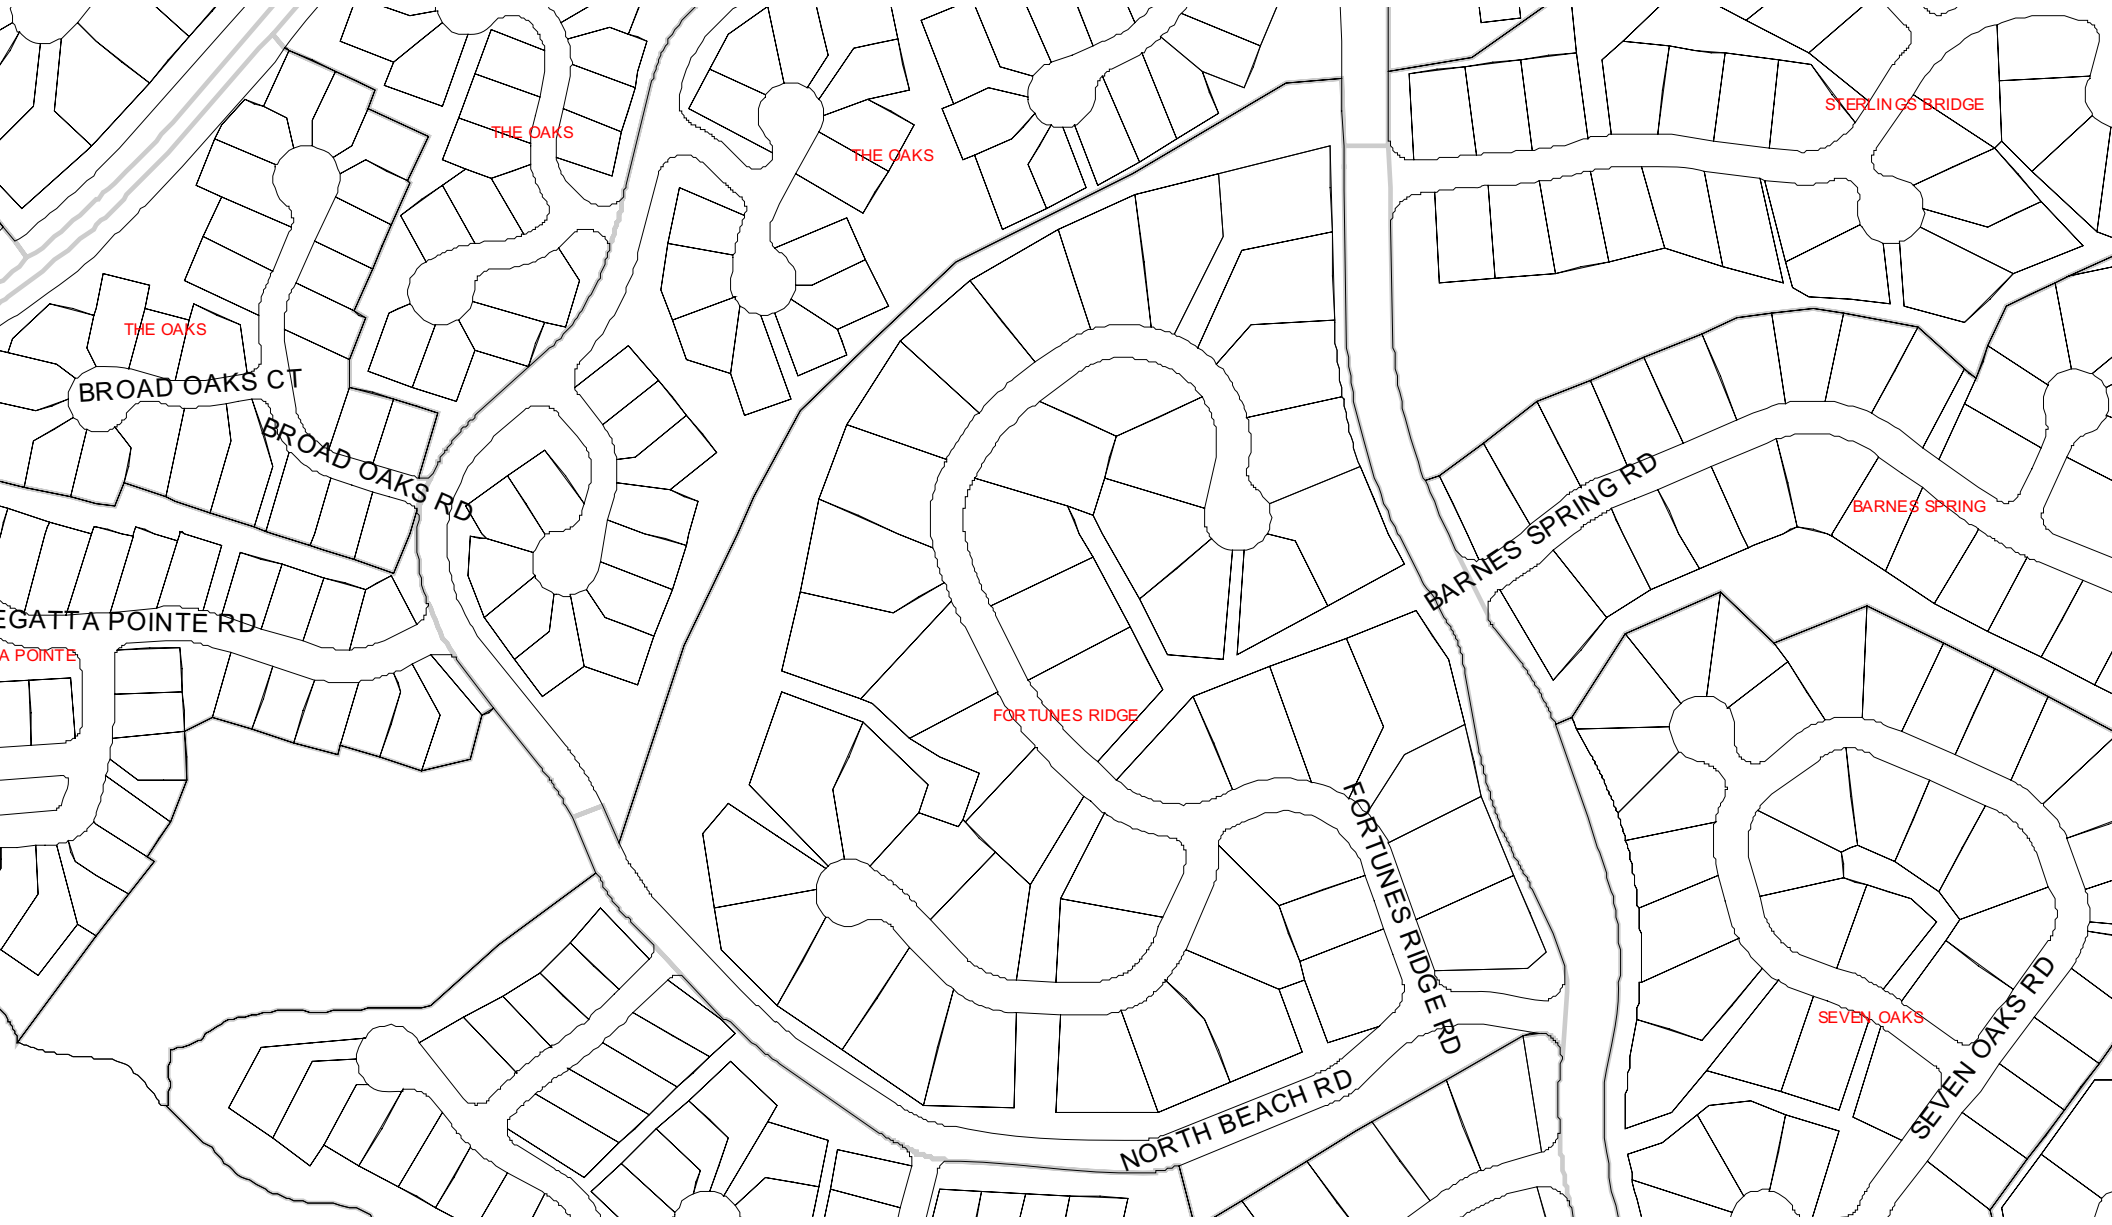 STERLINGS BRIDGE
THE OAKS
THE OAKS
THE OAKS
BROAD OAKS CT
BROAD OAKS RD
BARNES SPRING RD
BARNES SPRING
EGATTA POINTE RD
A POINTE
FORTUNES RIDGE
FORTUNES RIDGE RD
SEVEN OAKS
SEVEN OAKS RD
NORTH BEACH RD